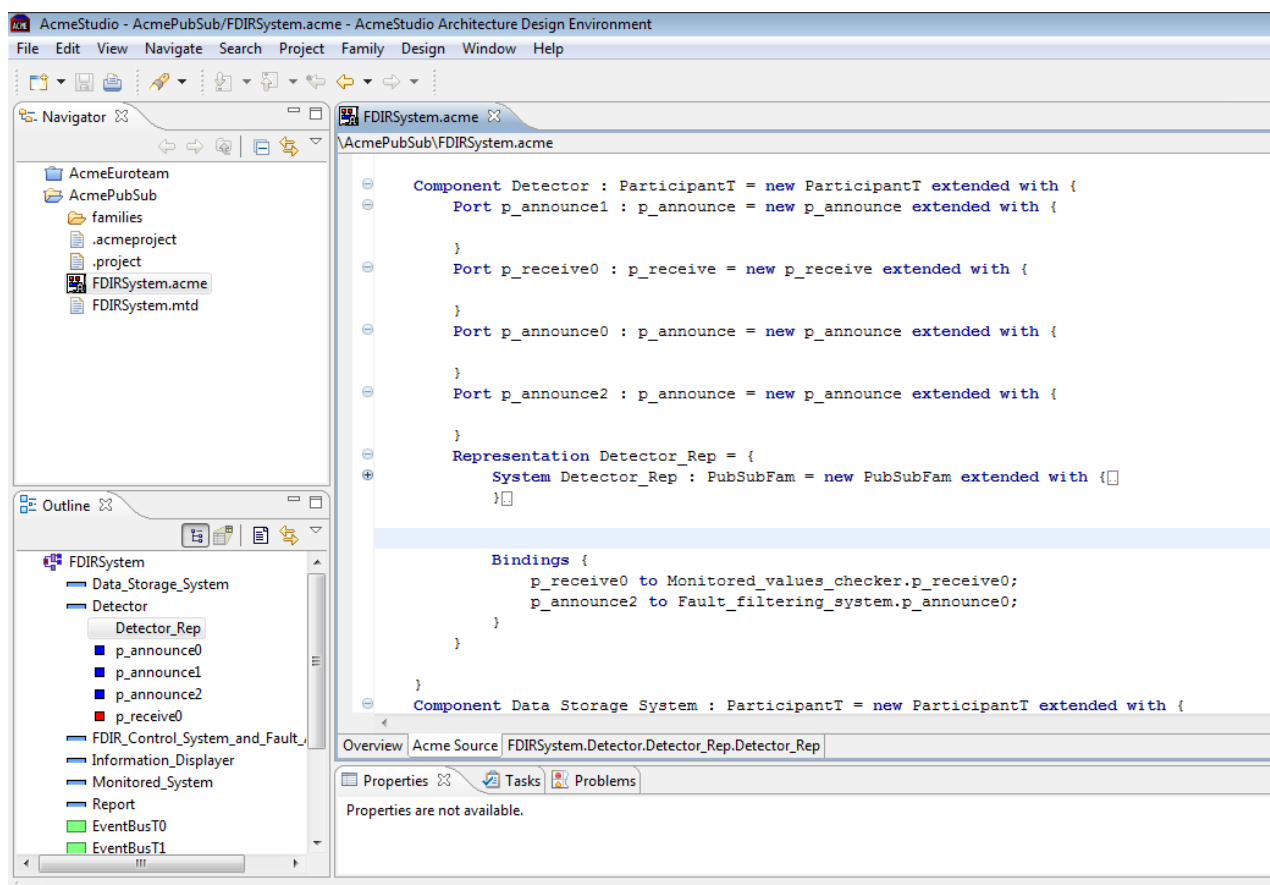 AcmeStudio - AcmePubSub/FDIRSystem.acme - AcmeStudio Architecture Design Environment
File Edit View Navigate Search Project Family Design Window Help
Navigator
AcmeEuroteam
AcmePubSub
families
.acmeproject
.project
FDIRSystem.acme
FDIRSystem.mtd
Outline
FDIRSystem
Data_Storage_System
Detector
Detector_Rep
p_announce0
p_announce1
p_announce2
p_receive0
FDIR_Control_System_and_Fault_
Information_Displayer
Monitored_System
Report
EventBusT0
EventBusT1
FDIRSystem.acme
\AcmePubSub\FDIRSystem.acme
Component Detector : ParticipantT = new ParticipantT extended with {
Port p_announce1 : p_announce = new p_announce extended with {
}
Port p_receive0 : p_receive = new p_receive extended with {
}
Port p_announce0 : p_announce = new p_announce extended with {
}
Port p_announce2 : p_announce = new p_announce extended with {
}
Representation Detector_Rep = {
System Detector_Rep : PubSubFam = new PubSubFam extended with {
}
Bindings {
p_receive0 to Monitored_values_checker.p_receive0;
p_announce2 to Fault_filtering_system.p_announce0;
}
}
}
Component Data Storage System : ParticipantT = new ParticipantT extended with {
Overview Acme Source FDIRSystem.Detector.Detector_Rep.Detector_Rep
Properties Tasks Problems
Properties are not available.